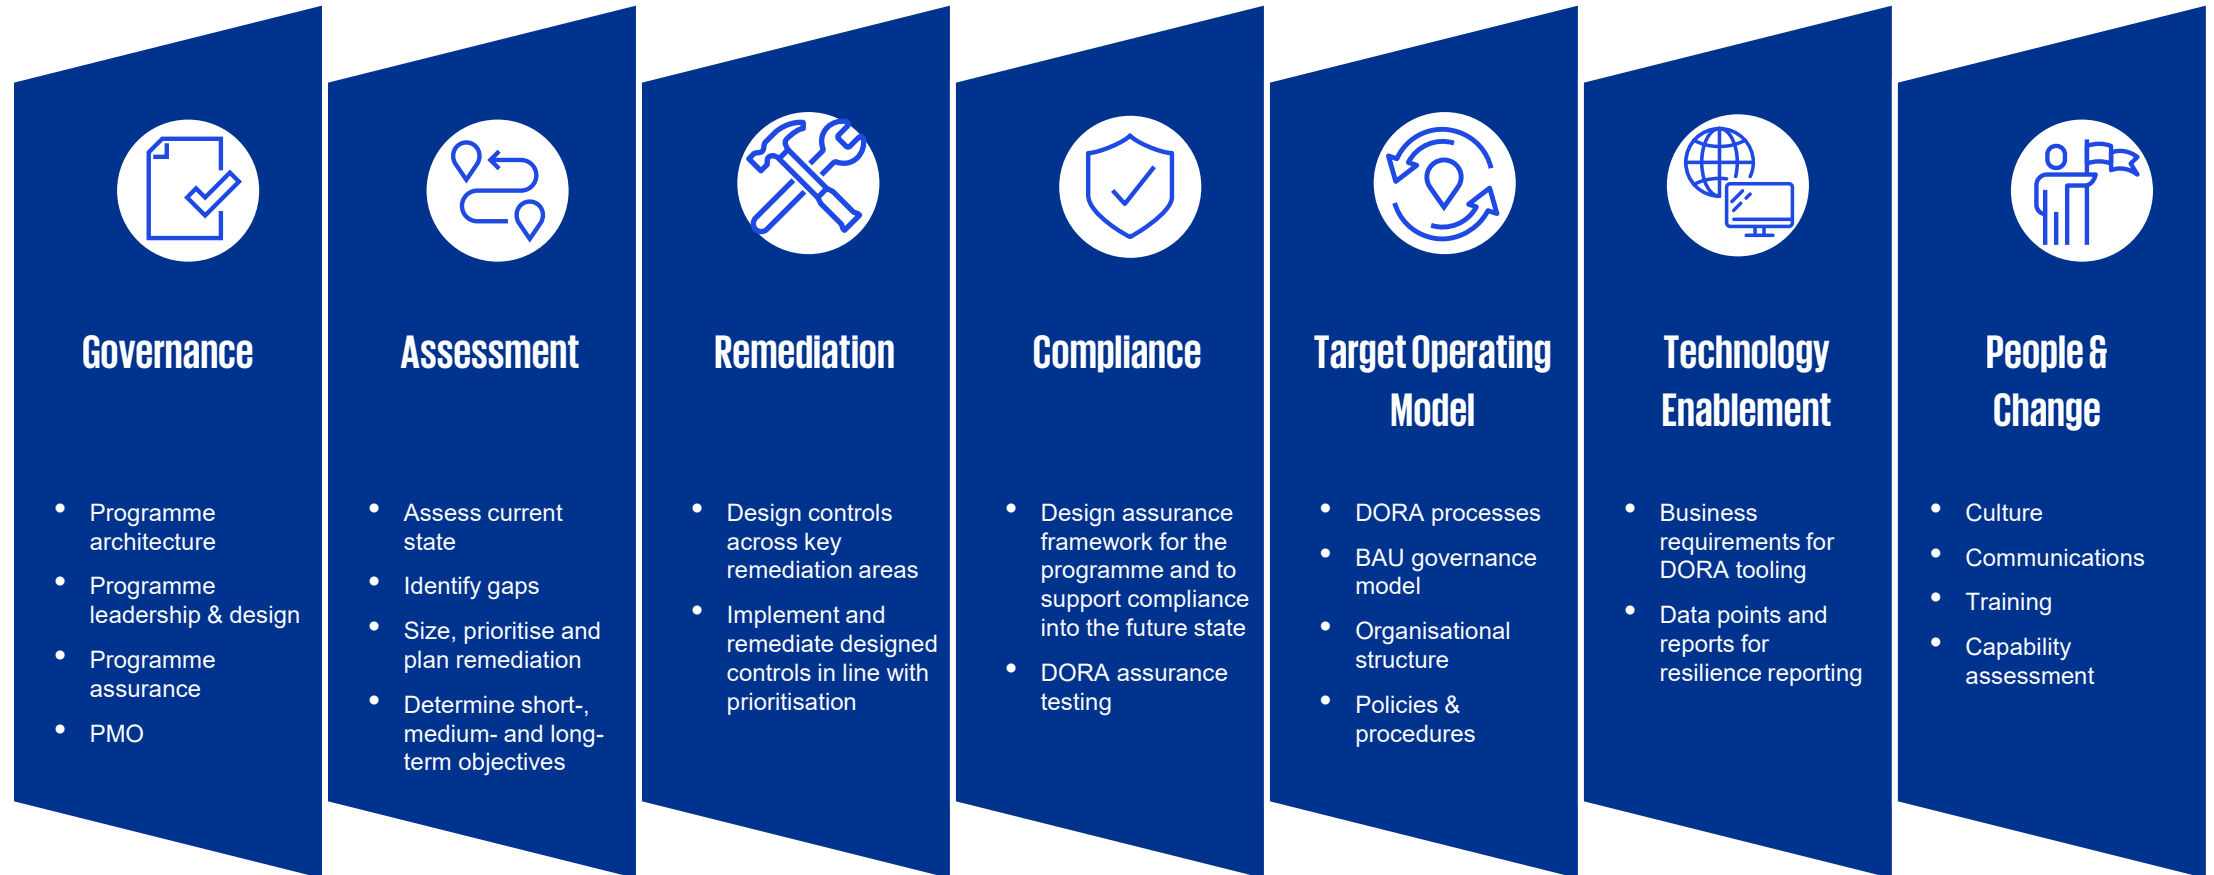 Governance
• Programme
architecture
• Programme
leadership & design
• Programme
assurance
• PMO
Assessment
• Assess current
state
• Identify gaps
• Size, prioritise and
plan remediation
• Determine short-,
medium- and long-
term objectives
Remediation
• Design controls
across key
remediation areas
• Implement and
remediate designed
controls in line with
prioritisation
Compliance
• Design assurance
framework for the
programme and to
support compliance
into the future state
• DORA assurance
testing
Target Operating
Model
• DORA processes
• BAU governance
model
• Organisational
structure
• Policies &
procedures
Technology
Enablement
• Business
requirements for
DORA tooling
• Data points and
reports for
resilience reporting
People &
Change
• Culture
• Communications
• Training
• Capability
assessment